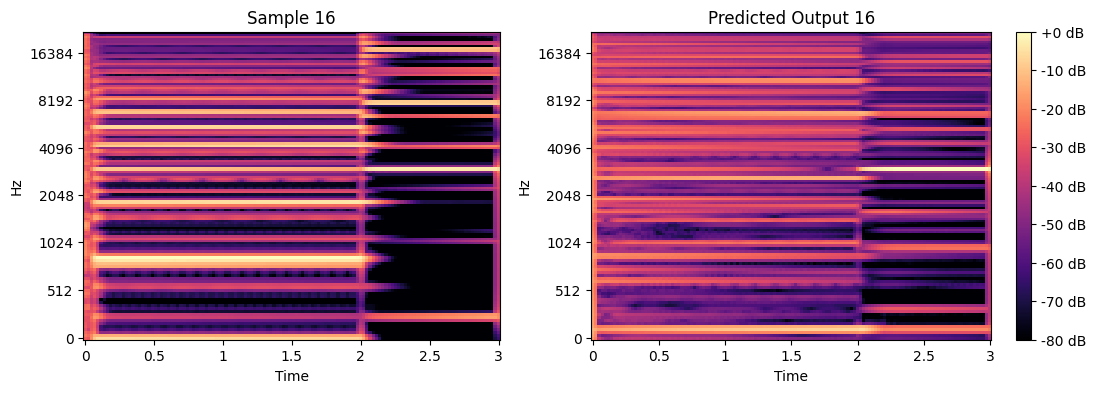 Sample 16
Hz
16384
8192
4096
2048
1024
512
0
0
0.5
1
1.5
2
2.5
3
Time
Predicted Output 16
Hz
16384
8192
4096
2048
1024
512
0
0
0.5
1
1.5
2
2.5
3
Time
+0 dB
-10 dB
-20 dB
-30 dB
-40 dB
-50 dB
-60 dB
-70 dB
-80 dB